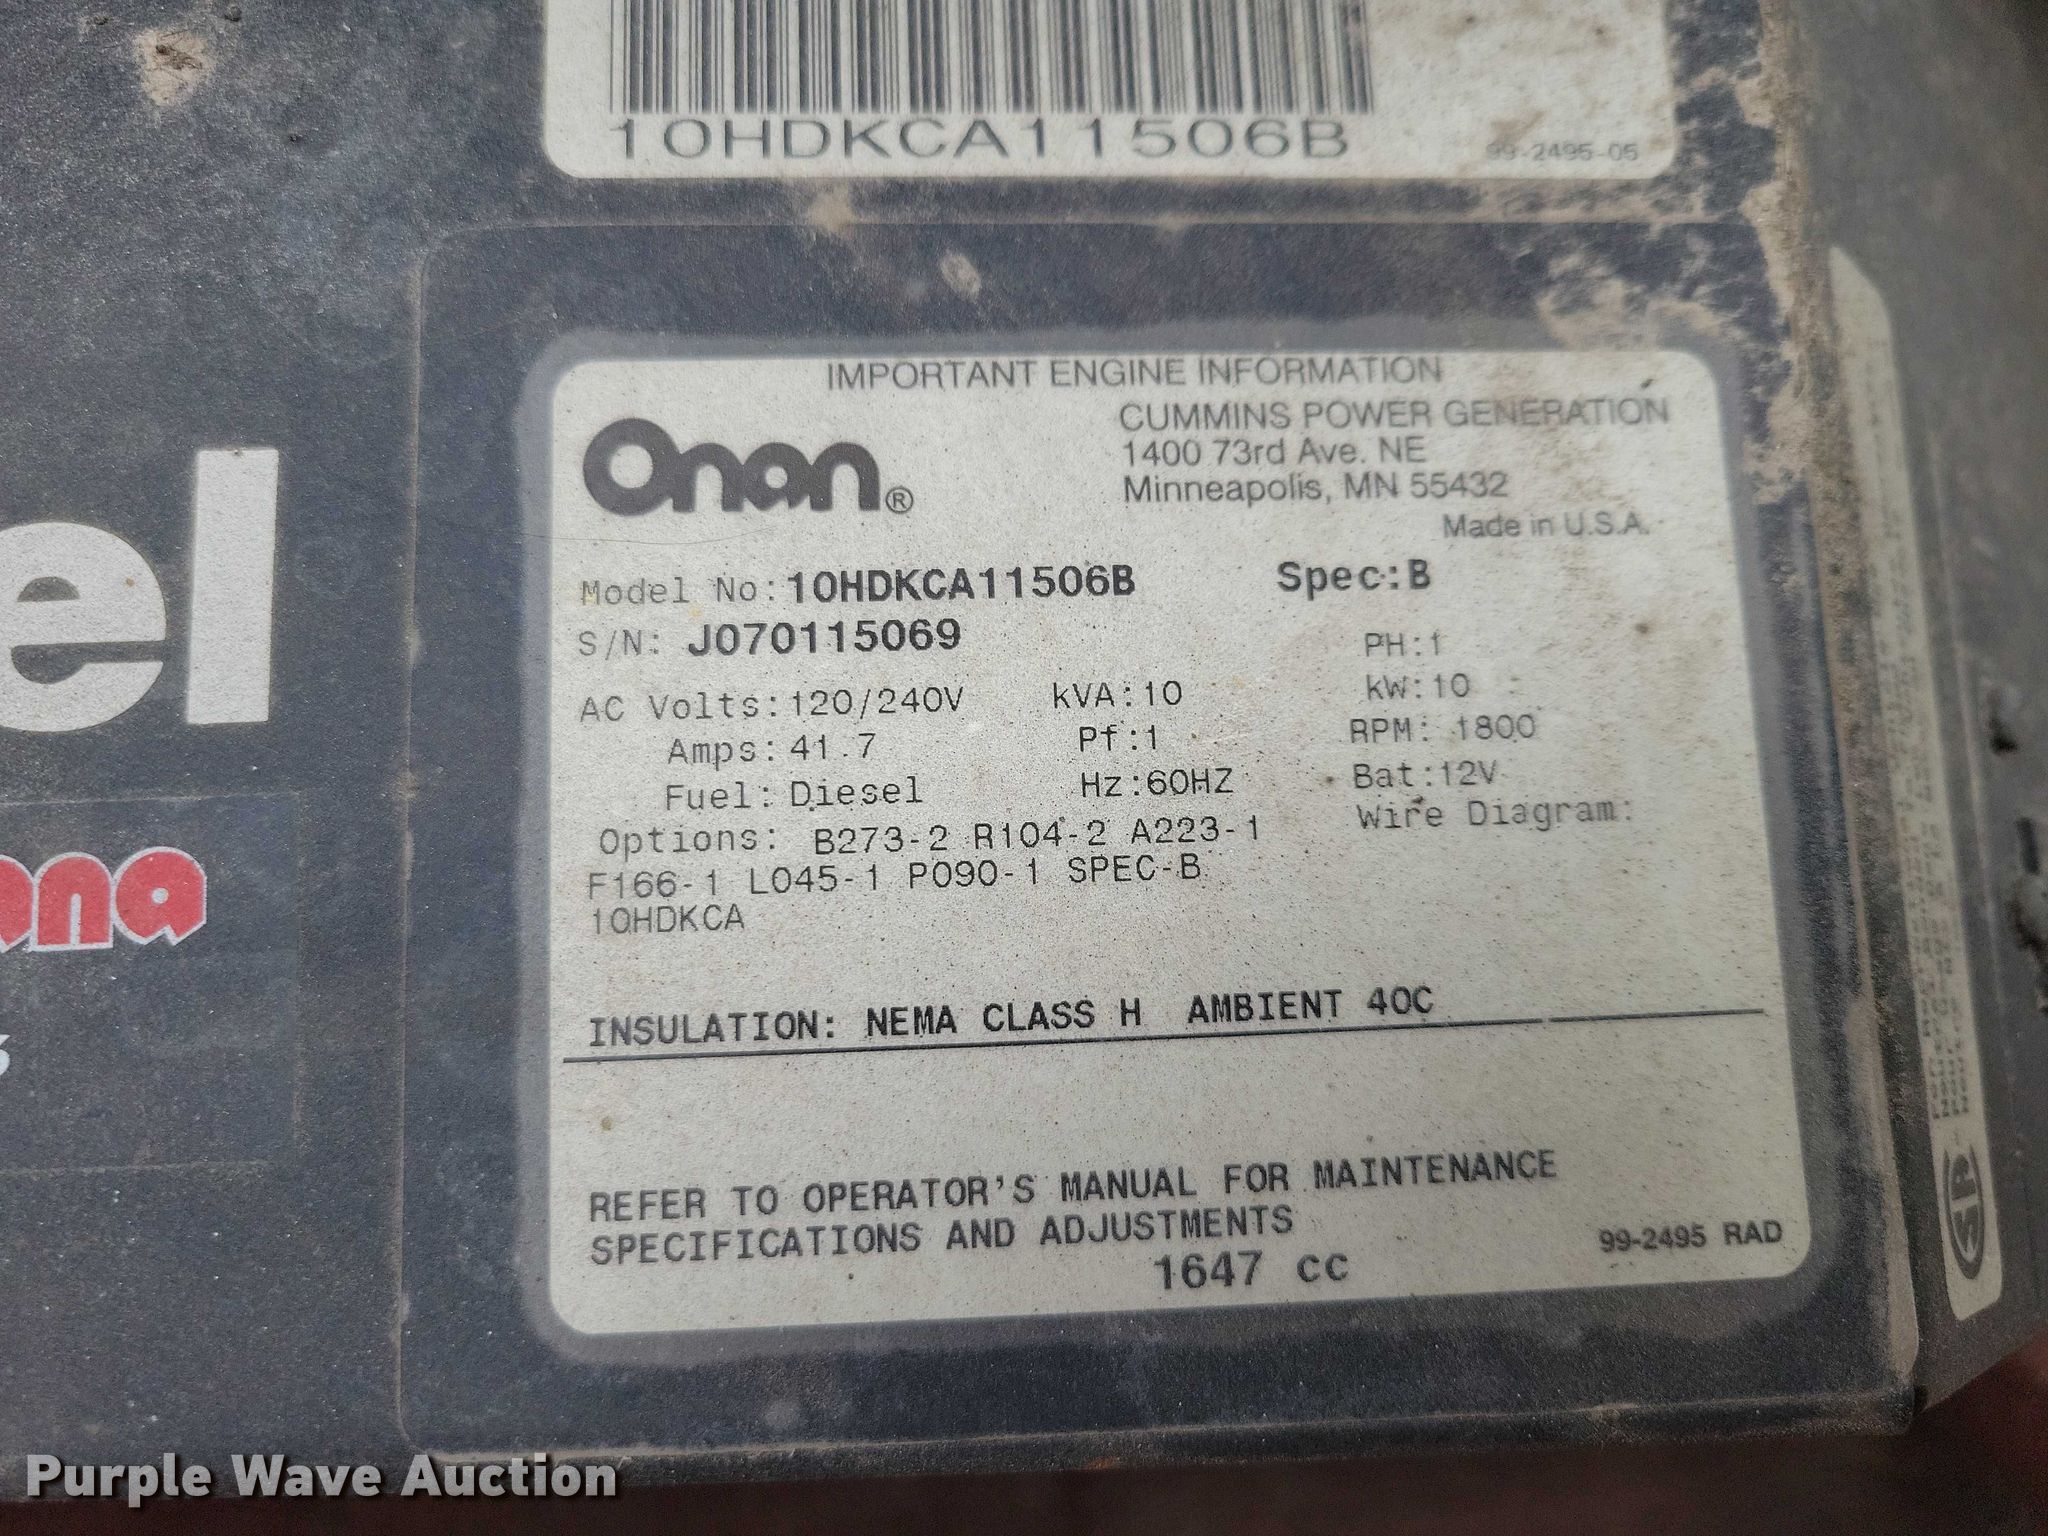 10HDKCA11506B
99-2495-05
IMPORTANT ENGINE INFORMATION
Onan®
CUMMINS POWER GENERATION
1400 73rd Ave. NE
Minneapolis, MN 55432
Made in U.S.A.
Model No: 10HDKCA11506B Spec:B
S/N: J070115069 PH:1
AC Volts:120/240V kVA:10 kW:10
Amps:41.7 Pf:1 RPM: 1800
Fuel: Diesel Hz:60HZ Bat:12V
Options: B273-2 R104-2 A223-1 Wire Diagram:
F166-1 L045-1 P090-1 SPEC-B
10HDKCA
INSULATION: NEMA CLASS H AMBIENT 40C
REFER TO OPERATOR'S MANUAL FOR MAINTENANCE
SPECIFICATIONS AND ADJUSTMENTS
1647 cc
99-2495 RAD
el
ana
Purple Wave Auction